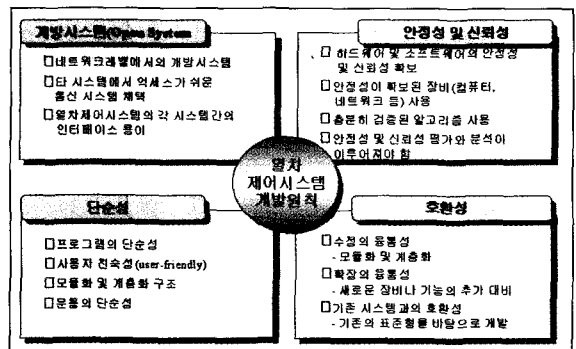 개방시스템(Open System
□네트워크레벨에서의 개방시스템
□타 시스템에서 억세스가 쉬운
통신 시스템 채택
□열차제어시스템의 각 시스템간의
인터페이스 용이
안정성 및 신뢰성
□ 하드웨어 및 소프트웨어의 안정성
및 신뢰성 확보
□안정성이 확보된 장비(컴퓨터,
네트워크 등) 사용
□충분히 검증된 알고리즘 사용
□안정성 및 신뢰성 평가와 분석이
이루어져야 함
열차
제어시스템
개발원칙
단순성
□프로그램의 단순성
□사용자 친숙성(user-friendly)
□모듈화 및 계층화 구조
□운용의 단순성
호환성
□수정의 융통성
- 모듈화 및 계층화
□확장의 융통성
- 새로운 장비나 기능의 추가 대비
□기존 시스템과의 호환성
- 기존의 표준형을 바탕으로 개발